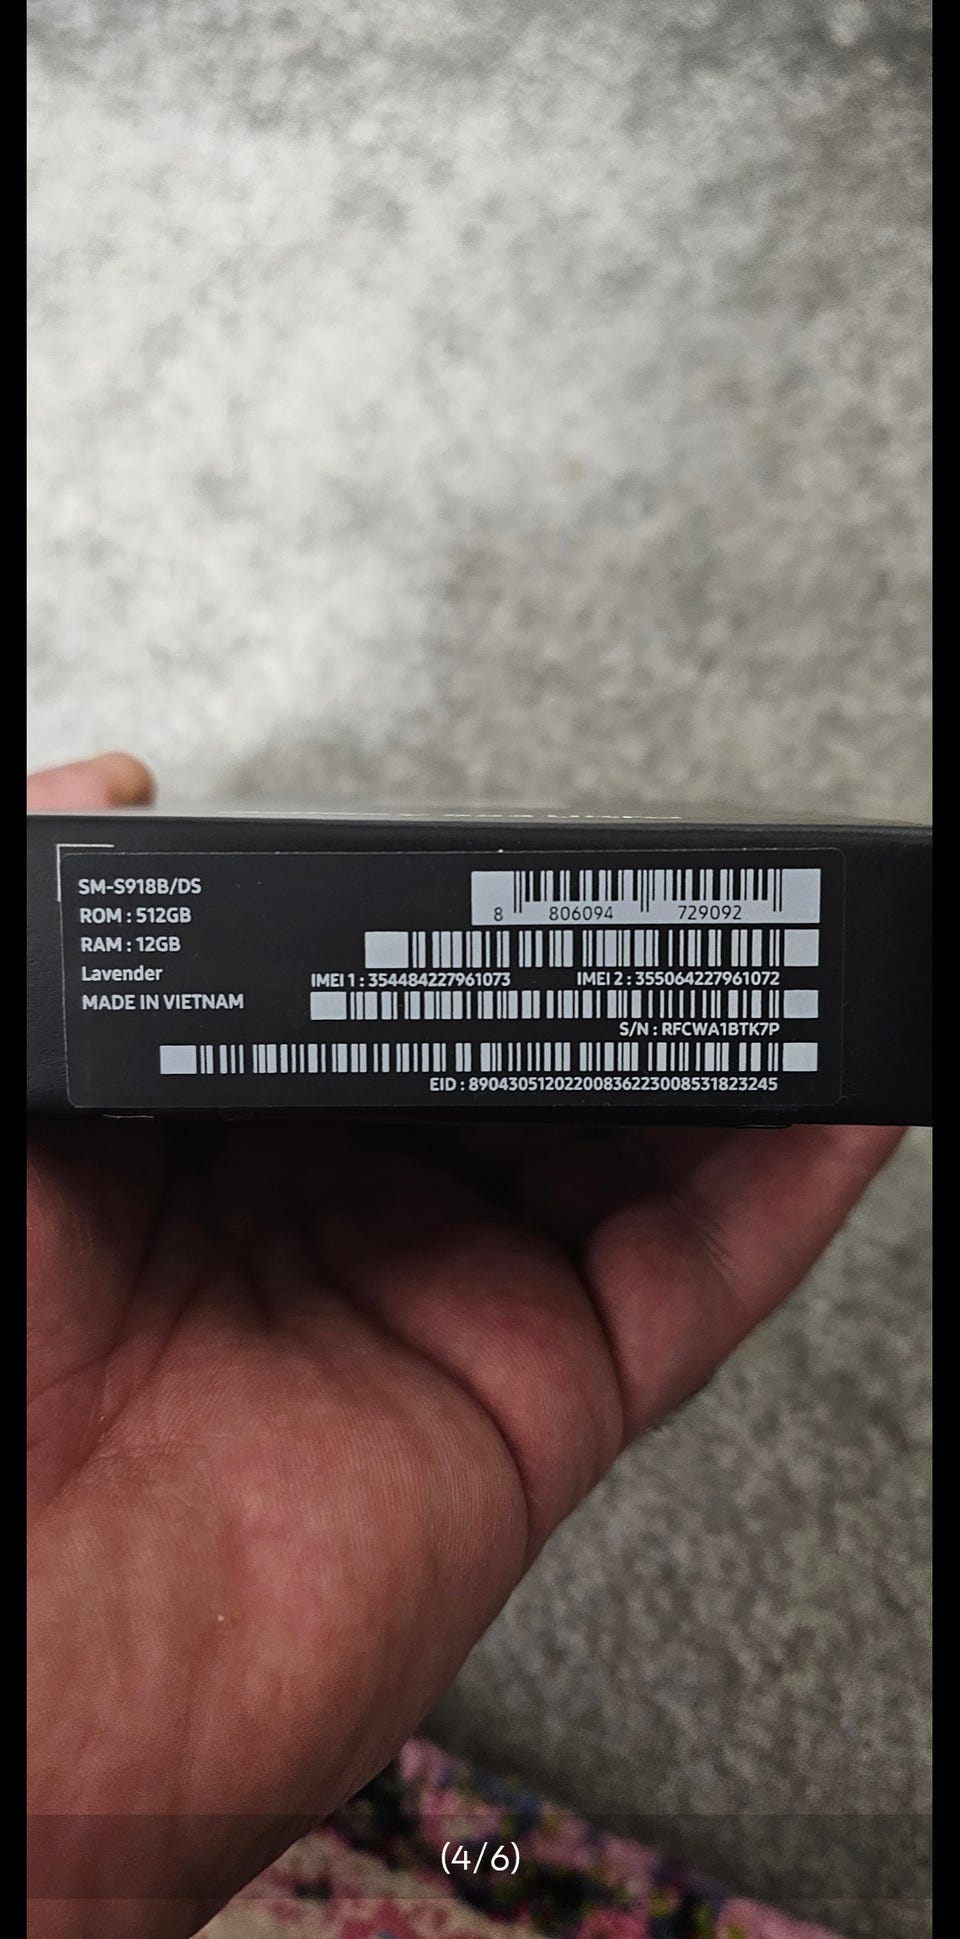 SM-S918B/DS
ROM : 512GB
RAM : 12GB
Lavender
MADE IN VIETNAM
8 806094 729092
IMEI 1 : 354484227961073 IMEI 2 : 355064227961072
S/N : RFCWA1BTK7P
EID : 89043051202200836223008531823245
(4/6)